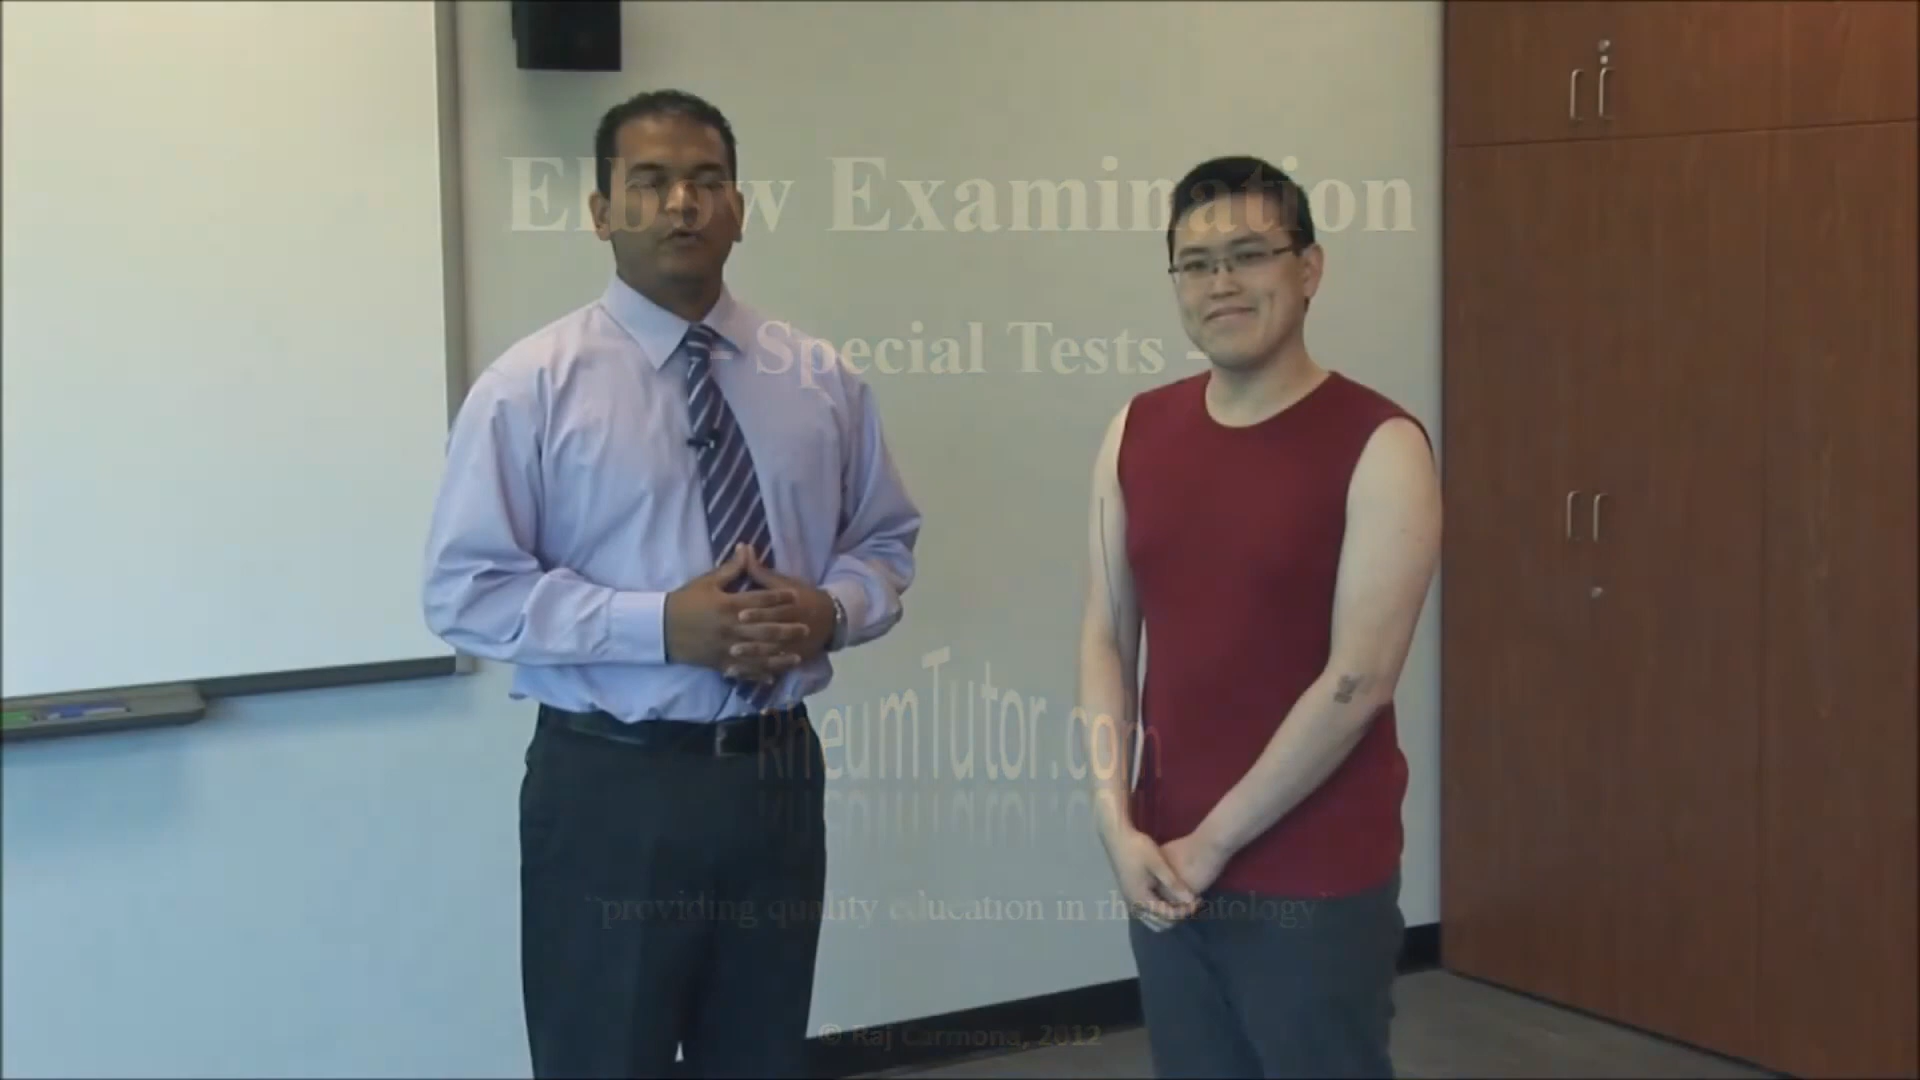 Elbow Examination
- Special Tests -
RheumTutor.com
"providing quality education in rheumatology"
© Raj Carmona, 2012